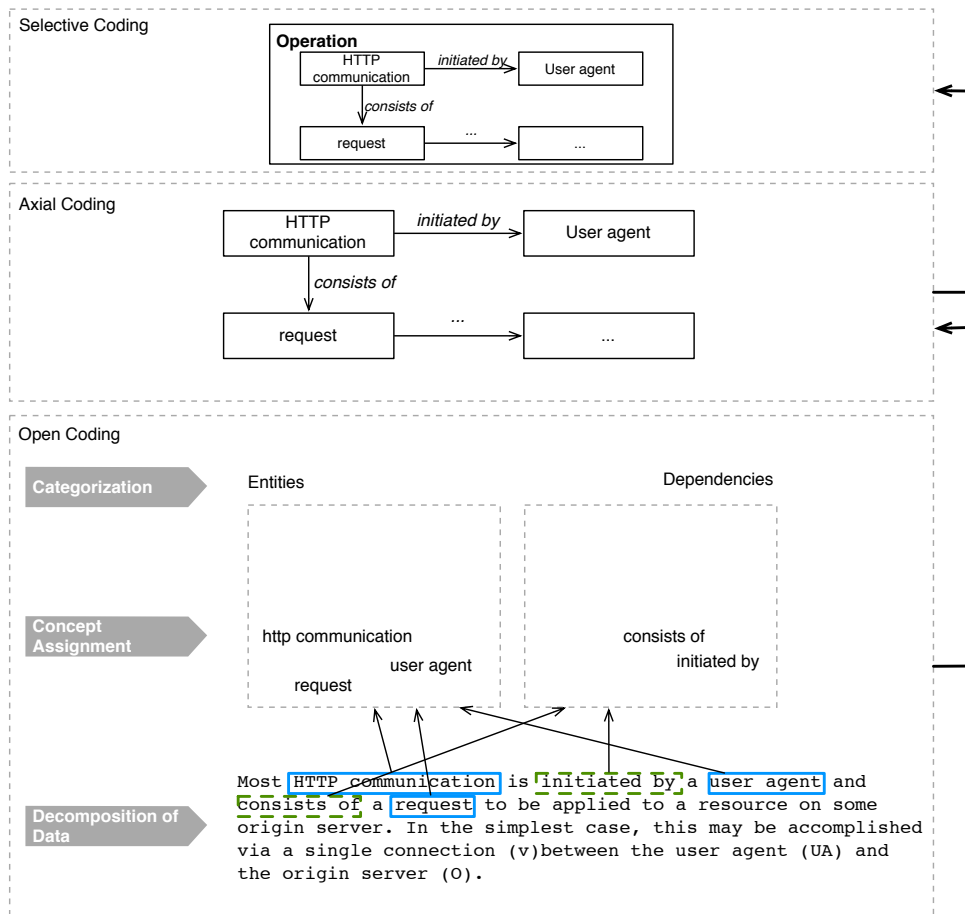 Selective Coding
Operation
HTTP
communication
initiated by
User agent
consists of
request
...
...
Axial Coding
HTTP
communication
initiated by
User agent
consists of
request
...
...
Open Coding
Categorization
Entities
Dependencies
Concept
Assignment
http communication
user agent
request
consists of
initiated by
Decomposition of
Data
Most HTTP communication is initiated by a user agent and
consists of a request to be applied to a resource on some
origin server. In the simplest case, this may be accomplished
via a single connection (v)between the user agent (UA) and
the origin server (O).